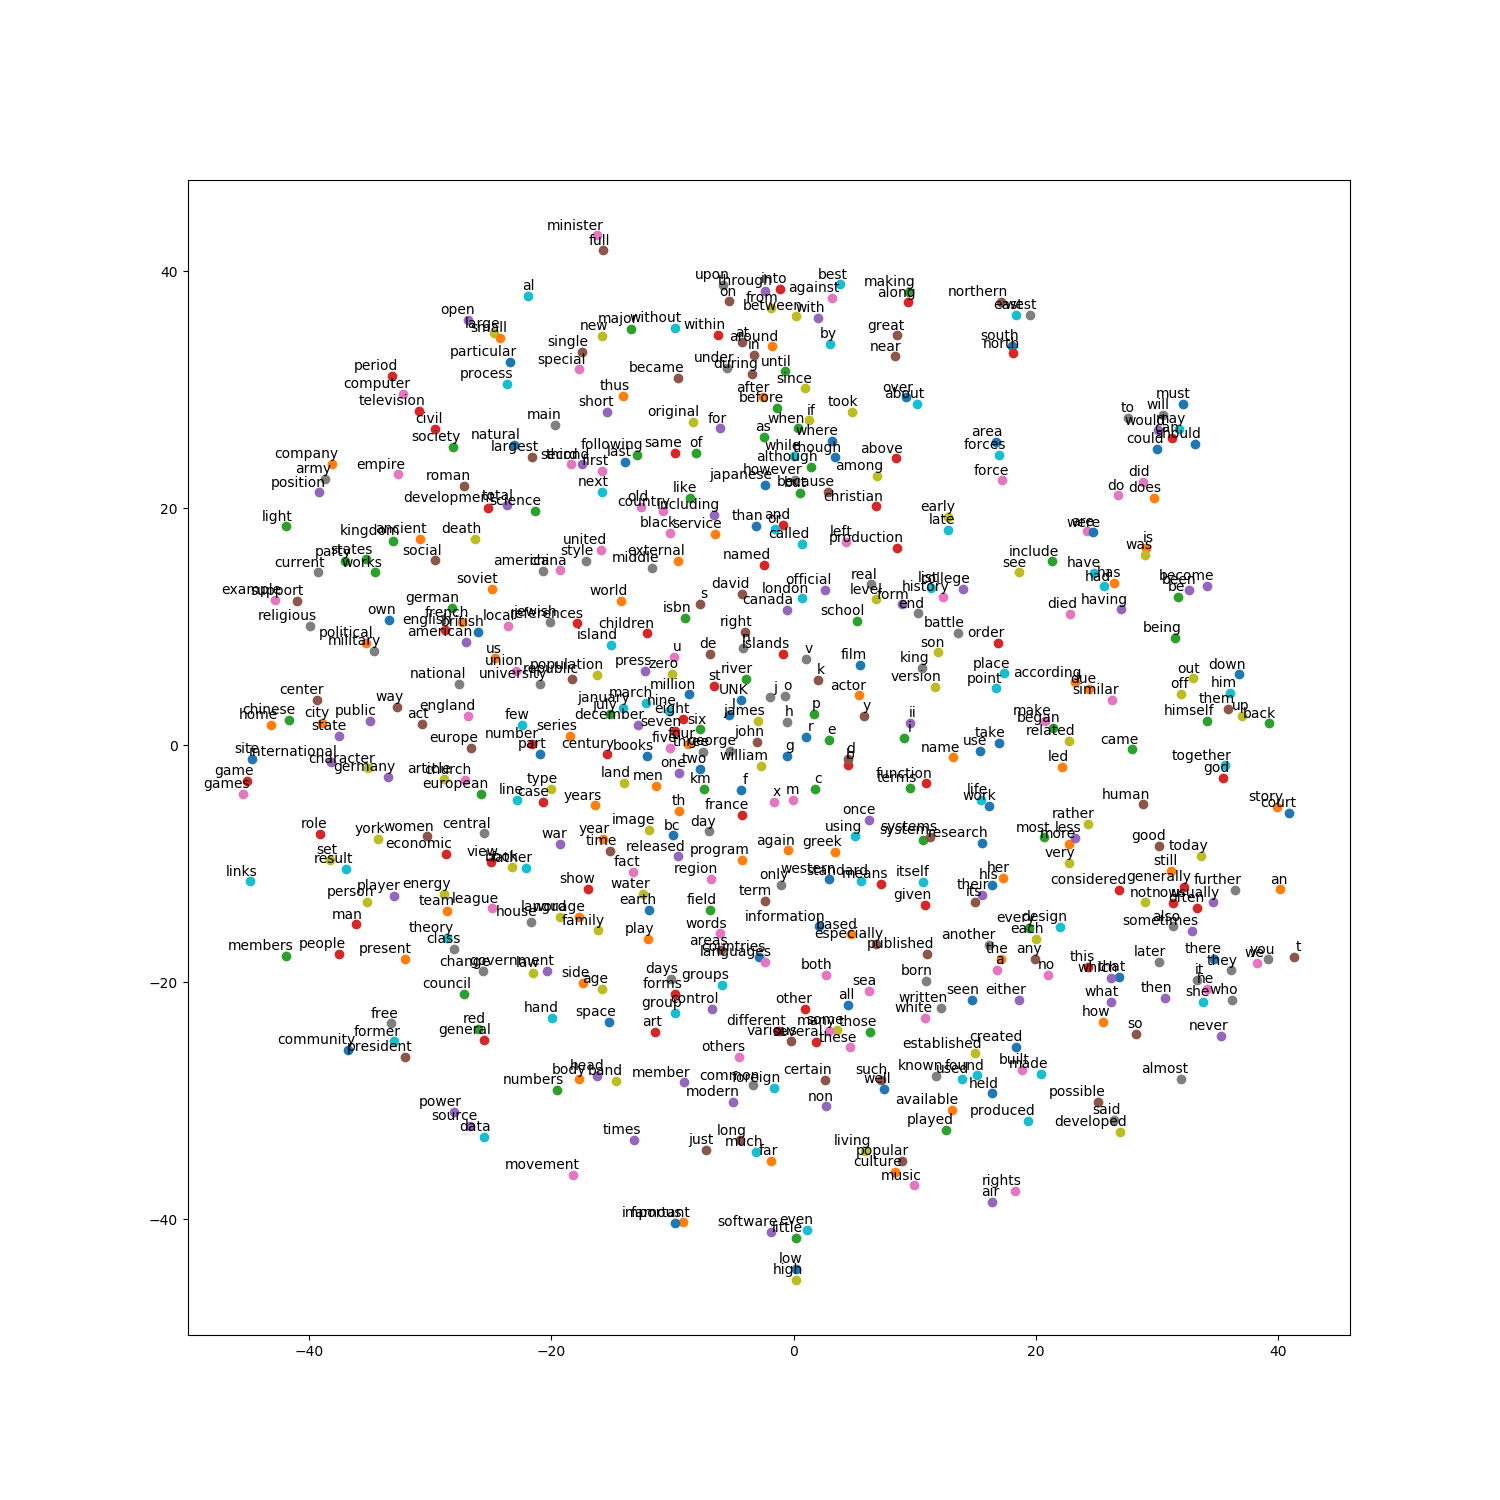 minister
full
al
upon
through
into
best
on
against
making
along
northern
from
between
with
east
west
open
large
small
new
major
without
within
at
around
by
great
near
south
north
single
particular
special
in
under
during
until
period
process
became
since
computer
thus
after
before
over
about
television
short
original
for
when
if
took
to
will
must
would
may
can
should
could
civil
main
as
where
society
natural
largest
following
last
same
of
while
though
although
area
forces
company
army
position
empire
second
third
first
next
roman
however
because
but
japanese
above
among
force
did
do
does
development
total
science
old
country
like
including
christian
light
kingdom
ancient
death
black
service
than
and
or
called
left
production
early
late
are
were
is
was
party
states
works
social
united
style
middle
external
named
include
see
have
had
has
current
america
china
soviet
world
david
official
london
canada
real
level
list
history
college
form
end
become
been
be
having
example
support
religious
own
german
french
english
british
american
local
jewish
references
isbn
s
school
died
battle
order
being
political
military
us
union
university
republic
population
island
children
right
n
islands
u
de
v
film
king
son
version
place
point
according
due
similar
out
off
down
him
national
press
zero
million
st
river
k
j
o
actor
them
up
himself
back
center
chinese
home
city
state
public
way
act
england
few
number
series
january
july
march
december
nine
eight
seven
six
four
five
three
UNK
james
george
john
h
p
r
e
y
ii
i
make
began
related
take
use
came
site
international
character
germany
europe
part
century
books
one
two
william
g
d
b
name
led
together
god
game
games
article
church
european
line
case
type
years
land
men
km
f
x
m
c
function
terms
life
work
human
story
court
role
york
women
economic
central
war
year
time
image
th
bc
france
day
once
using
systems
system
research
rather
most
less
more
very
good
today
still
set
result
view
book
rather
released
program
again
greek
links
energy
player
person
team
league
show
fact
water
region
only
western
standard
means
itself
her
his
their
its
considered
generally
further
an
man
theory
class
house
language
word
family
earth
field
term
given
not
now
usually
often
members
people
present
play
words
information
based
especially
every
each
design
also
sometimes
change
government
law
areas
countries
languages
published
another
the
a
any
no
this
which
that
later
there
they
we
you
t
council
side
age
days
forms
groups
both
sea
born
it
he
she
who
free
former
red
general
hand
space
group
control
art
other
all
written
white
seen
either
what
how
then
community
president
different
various
many
some
several
those
these
so
never
others
established
created
numbers
body
head
band
member
common
foreign
certain
such
well
known
used
found
built
made
held
almost
power
source
data
modern
non
available
played
produced
possible
said
developed
times
just
long
much
far
living
popular
culture
music
movement
rights
air
important
software
even
little
low
high
40
20
0
−20
−40
−40
−20
0
20
40